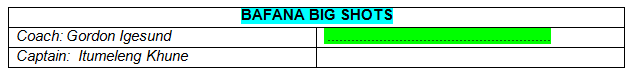 BAFANA BIG SHOTS
Coach: Gordon Igesund ........................................................
Captain: Itumeleng Khune